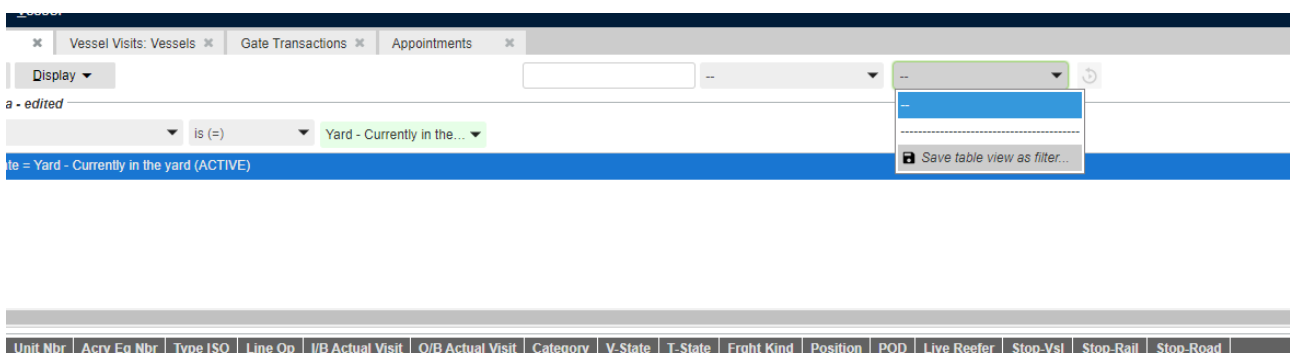 Vessel
Vessel Visits: Vessels Gate Transactions Appointments
Display -- --
a - edited --
is (=) Yard - Currently in the... -----------------------------------------
te = Yard - Currently in the yard (ACTIVE) Save table view as filter...
Unit Nbr Acry Eq Nbr Type ISO Line Op I/B Actual Visit O/B Actual Visit Category V-State T-State Frght Kind Position POD Live Reefer Stop-Vsl Stop-Rail Stop-Road